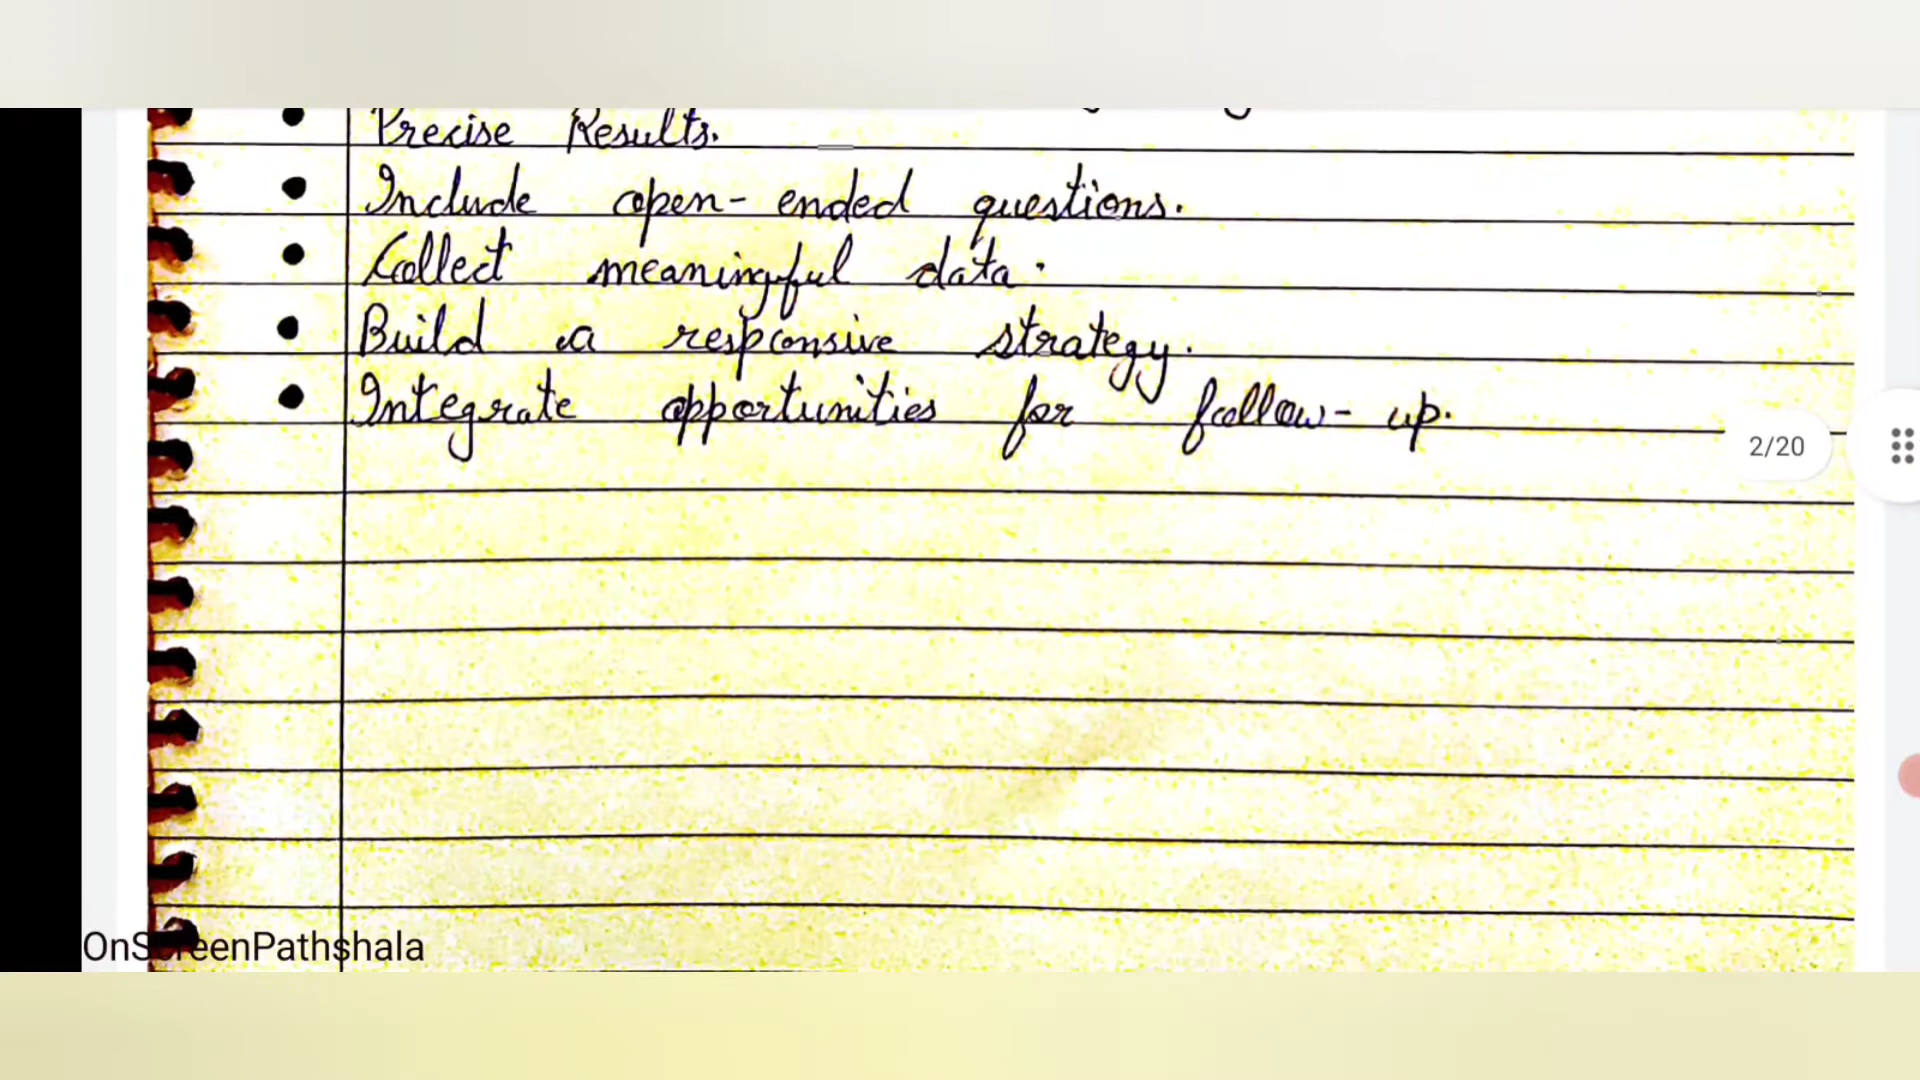 • Precise Results.
• Include open-ended questions.
• Collect meaningful data.
• Build a responsive strategy.
• Integrate opportunities for follow-up.
2/20
OnScreenPathshala